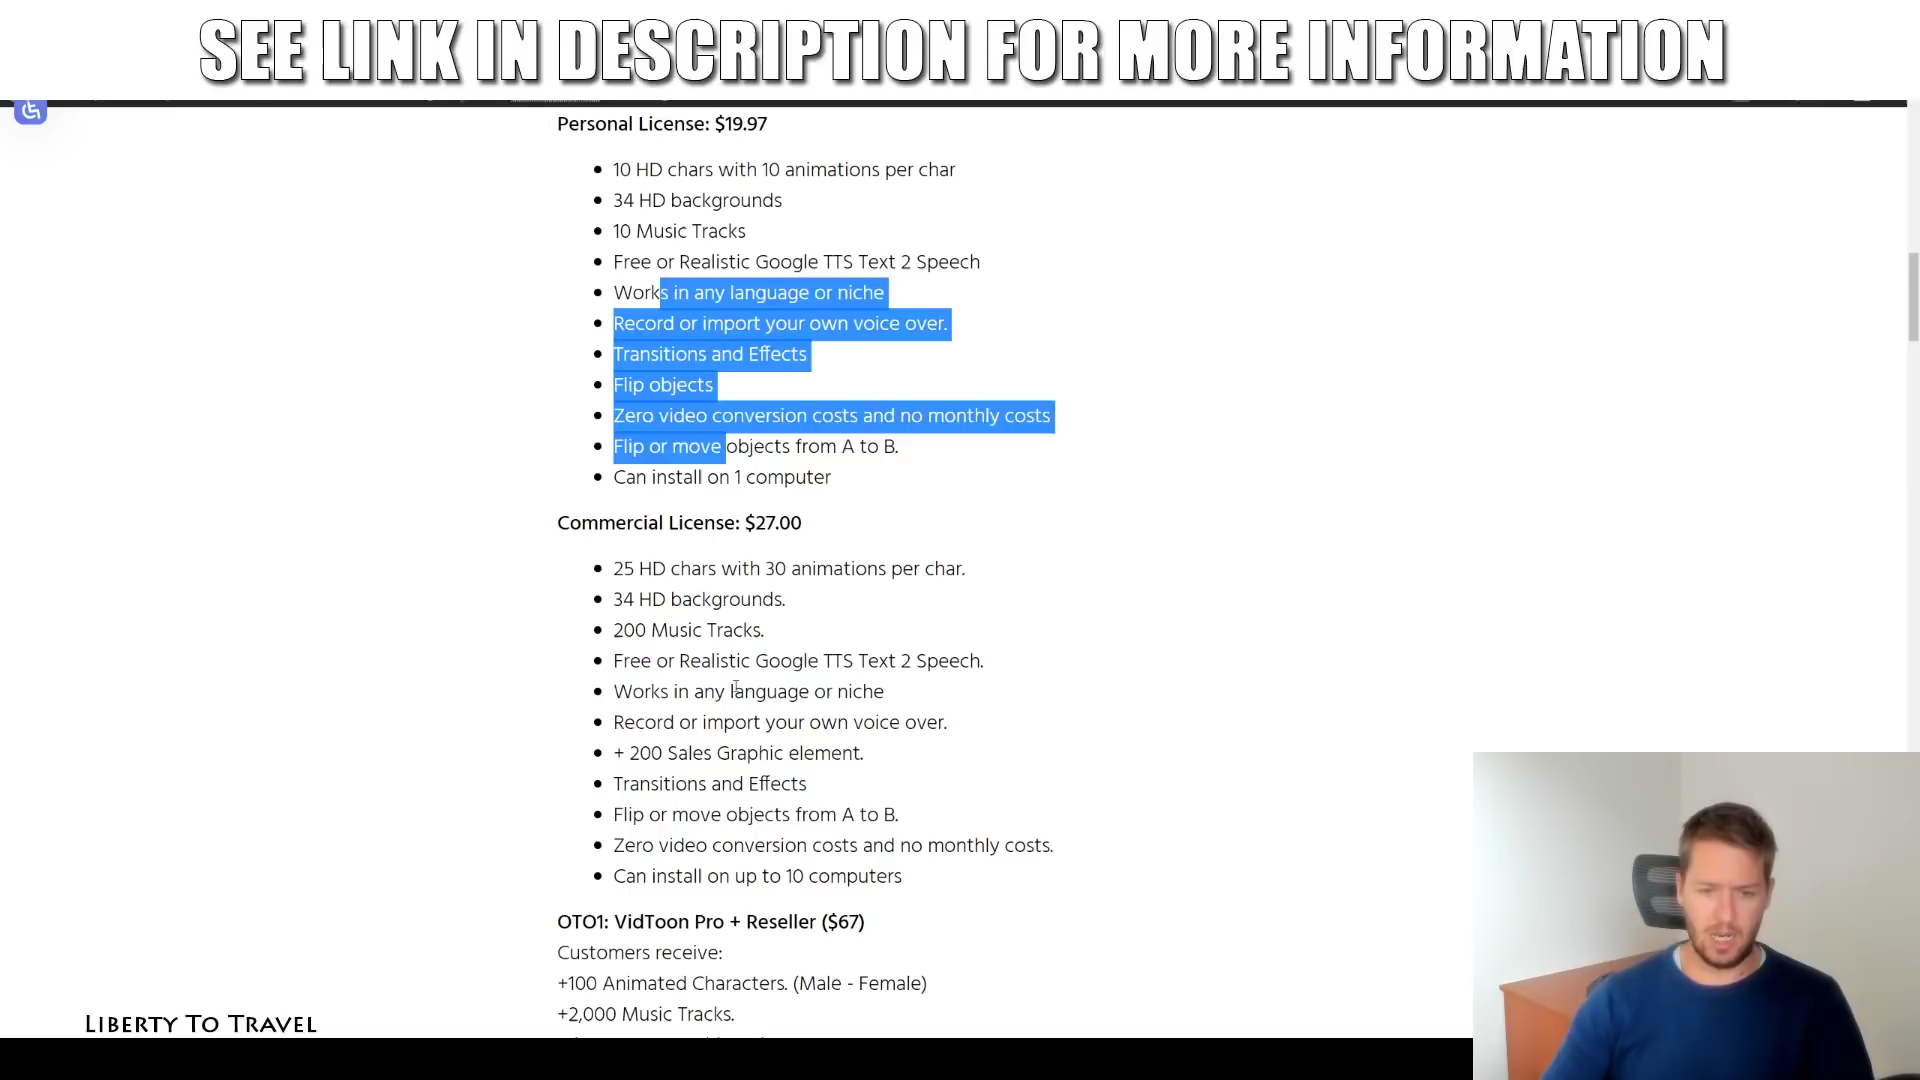 SEE LINK IN DESCRIPTION FOR MORE INFORMATION
Personal License: $19.97
10 HD chars with 10 animations per char
34 HD backgrounds
10 Music Tracks
Free or Realistic Google TTS Text 2 Speech
Works in any language or niche
Record or import your own voice over.
Transitions and Effects
Flip objects
Zero video conversion costs and no monthly costs
Flip or move objects from A to B.
Can install on 1 computer
Commercial License: $27.00
25 HD chars with 30 animations per char.
34 HD backgrounds.
200 Music Tracks.
Free or Realistic Google TTS Text 2 Speech.
Works in any language or niche
Record or import your own voice over.
+ 200 Sales Graphic element.
Transitions and Effects
Flip or move objects from A to B.
Zero video conversion costs and no monthly costs.
Can install on up to 10 computers
OTO1: VidToon Pro + Reseller ($67)
Customers receive:
+100 Animated Characters. (Male - Female)
+2,000 Music Tracks.
LIBERTY TO TRAVEL